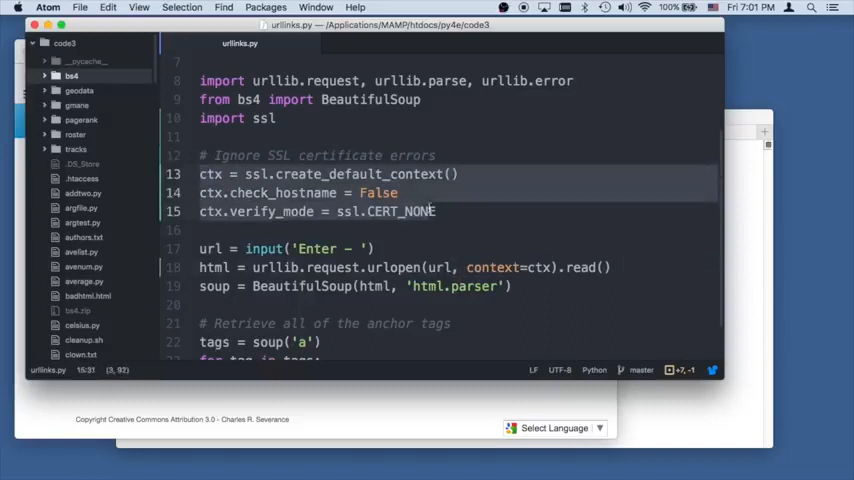 Atom File Edit View Selection Find Packages Window Help 100% Fri 7:01 PM
urllinks.py — /Applications/MAMP/htdocs/py4e/code3
code3
__pycache__
bs4
geodata
gmane
pagerank
roster
tracks
.DS_Store
.htaccess
addtwo.py
argfile.py
argtest.py
authors.txt
avelist.py
avenum.py
average.py
badhtml.html
bs4.zip
celsius.py
cleanup.sh
clown.txt
urllinks.py
7
8 import urllib.request, urllib.parse, urllib.error
9 from bs4 import BeautifulSoup
10 import ssl
11
12 # Ignore SSL certificate errors
13 ctx = ssl.create_default_context()
14 ctx.check_hostname = False
15 ctx.verify_mode = ssl.CERT_NONE
16
17 url = input('Enter - ')
18 html = urllib.request.urlopen(url, context=ctx).read()
19 soup = BeautifulSoup(html, 'html.parser')
20
21 # Retrieve all of the anchor tags
22 tags = soup('a')
23 for tag in tags:
urllinks.py 15:31 (3, 92) LF UTF-8 Python master +7, -1
Copyright Creative Commons Attribution 3.0 - Charles R. Severance
Select Language